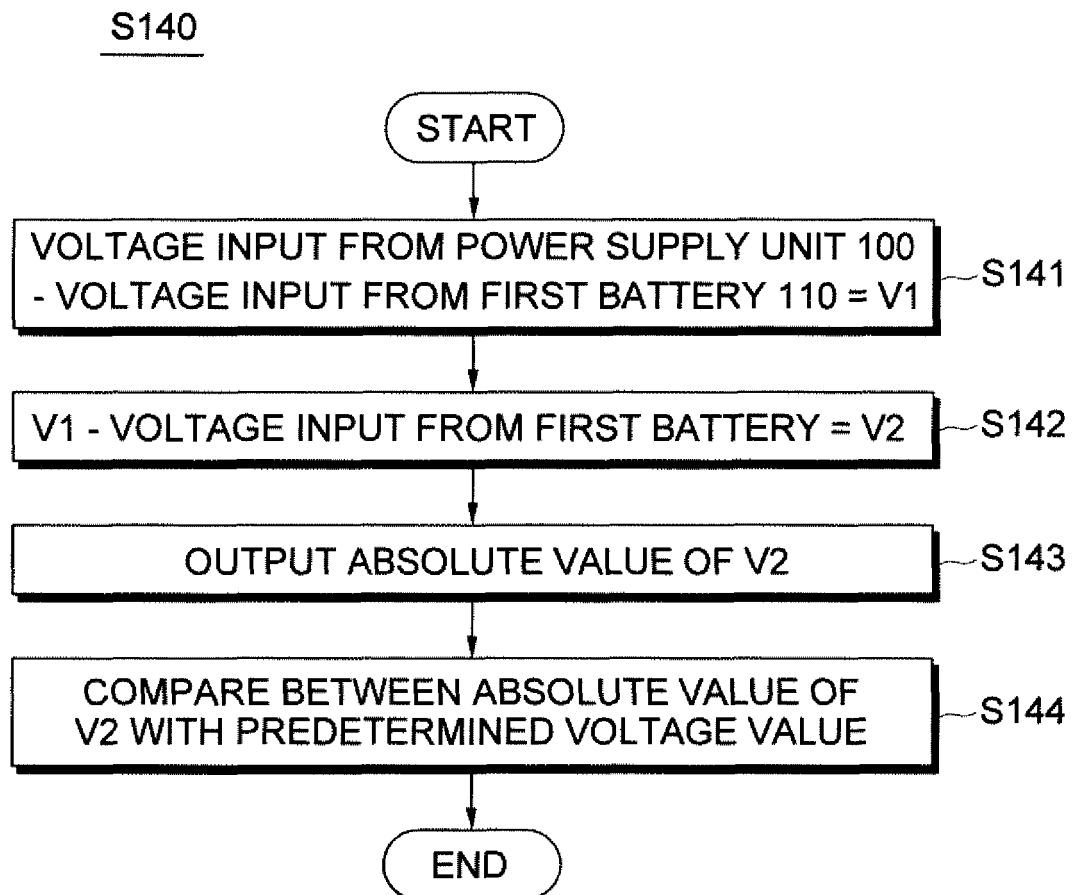 S140
START
VOLTAGE INPUT FROM POWER SUPPLY UNIT 100
- VOLTAGE INPUT FROM FIRST BATTERY 110 = V1
S141
V1 - VOLTAGE INPUT FROM FIRST BATTERY = V2
S142
OUTPUT ABSOLUTE VALUE OF V2
S143
COMPARE BETWEEN ABSOLUTE VALUE OF
V2 WITH PREDETERMINED VOLTAGE VALUE
S144
END